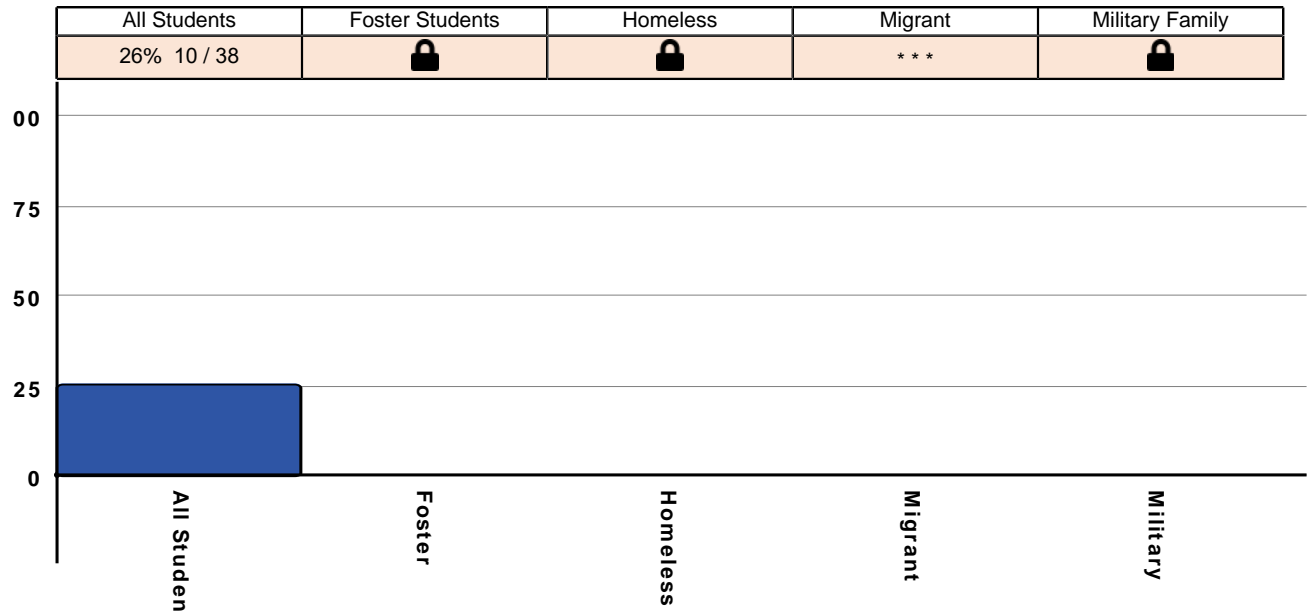 All Students Foster Students Homeless Migrant Military Family
26% 10 / 38 * * *
00
75
50
25
0
All Studen
Foster
Homeless
Migrant
Military